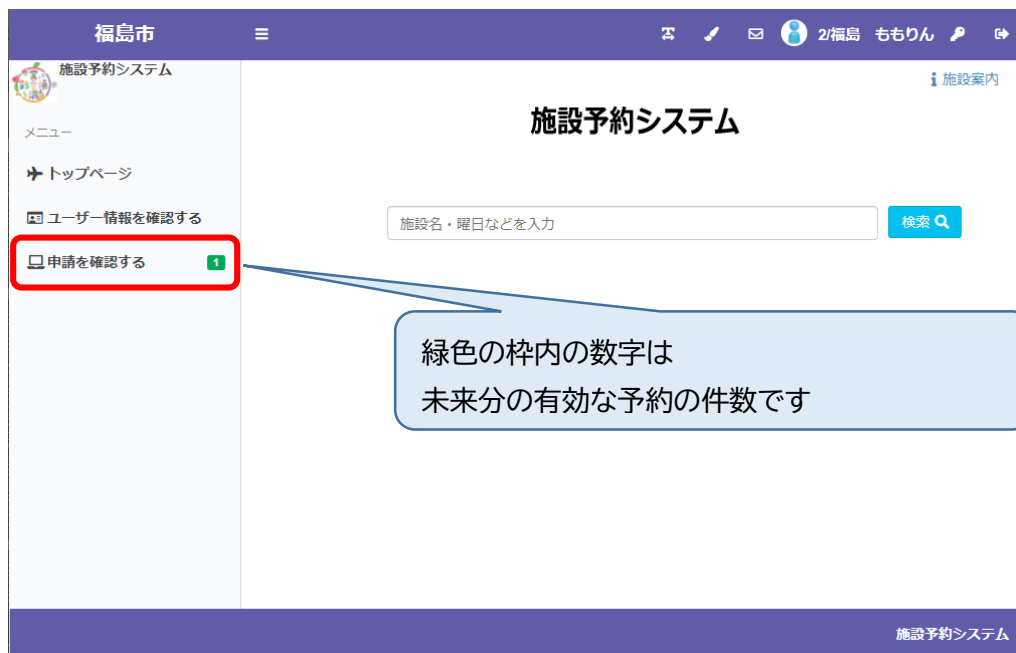 福島市
2/福島 ももりん
施設予約システム
施設案内
メニュー
施設予約システム
トップページ
ユーザー情報を確認する
施設名・曜日などを入力
検索
申請を確認する 1
緑色の枠内の数字は
未来分の有効な予約の件数です
施設予約システム